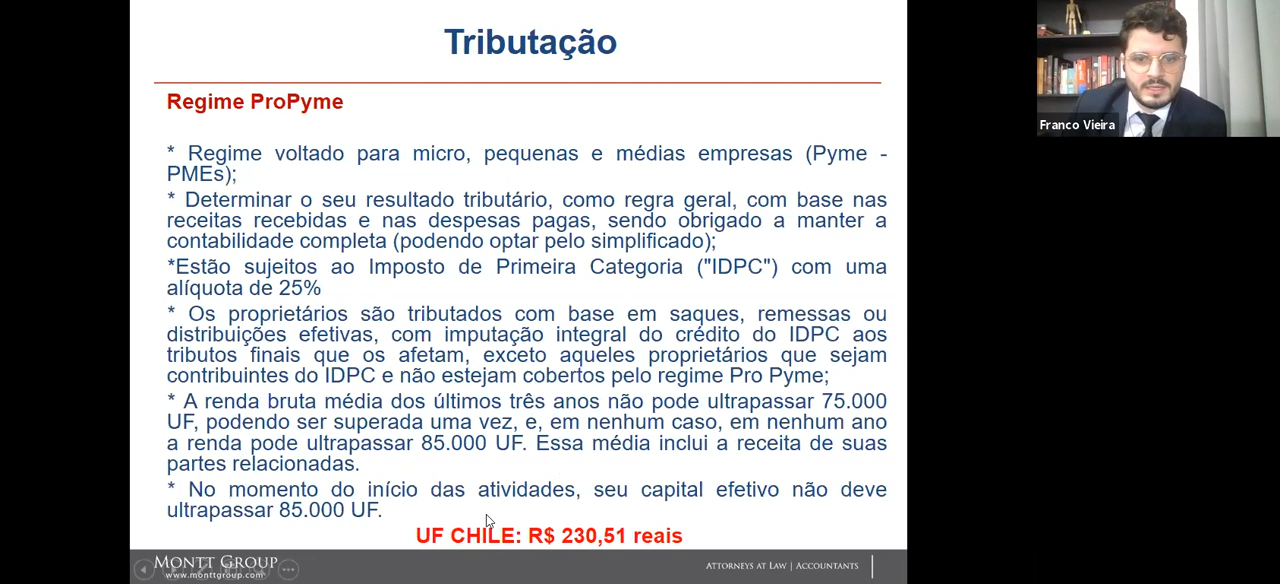 Tributação
Regime ProPyme
* Regime voltado para micro, pequenas e médias empresas (Pyme -
PMEs);
* Determinar o seu resultado tributário, como regra geral, com base nas
receitas recebidas e nas despesas pagas, sendo obrigado a manter a
contabilidade completa (podendo optar pelo simplificado);
*Estão sujeitos ao Imposto de Primeira Categoria ("IDPC") com uma
alíquota de 25%
* Os proprietários são tributados com base em saques, remessas ou
distribuições efetivas, com imputação integral do crédito do IDPC aos
tributos finais que os afetam, exceto aqueles proprietários que sejam
contribuintes do IDPC e não estejam cobertos pelo regime Pro Pyme;
* A renda bruta média dos últimos três anos não pode ultrapassar 75.000
UF, podendo ser superada uma vez, e, em nenhum caso, em nenhum ano
a renda pode ultrapassar 85.000 UF. Essa média inclui a receita de suas
partes relacionadas.
* No momento do início das atividades, seu capital efetivo não deve
ultrapassar 85.000 UF.
UF CHILE: R$ 230,51 reais
MONTT GROUP
www.monttgroup.com
ATTORNEYS AT LAW | ACCOUNTANTS
Franco Vieira